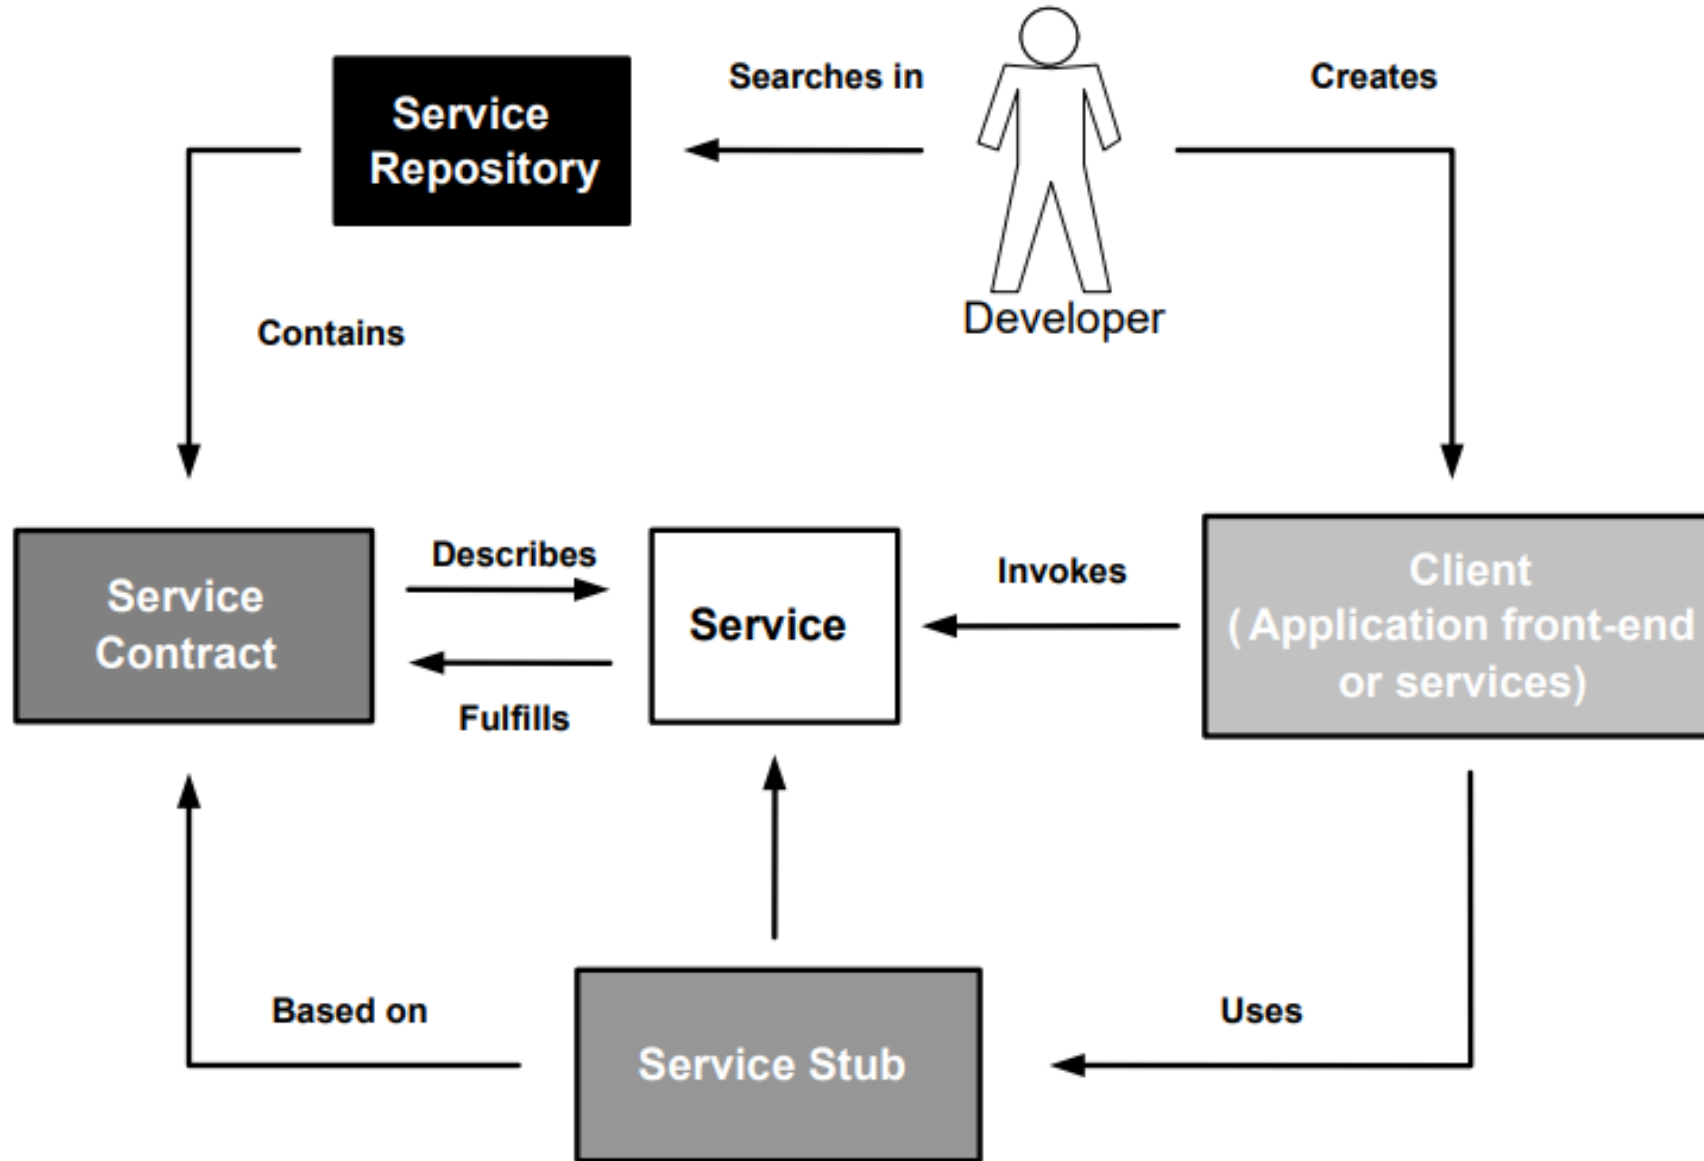 Searches in
Creates
Service
Repository
Developer
Contains
Describes
Invokes
Service
Contract
Service
Client
( Application front-end
or services)
Fulfills
Based on
Uses
Service Stub